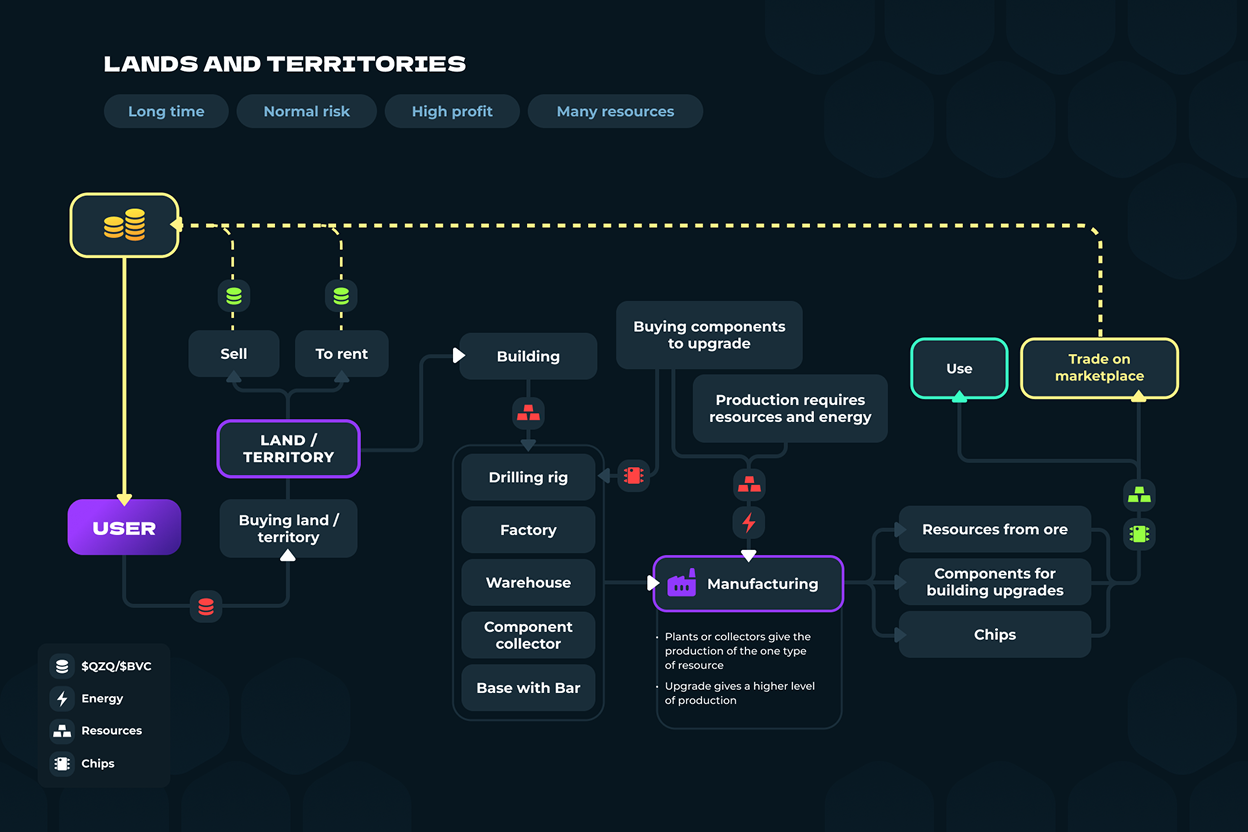 LANDS AND TERRITORIES
Long time
Normal risk
High profit
Many resources
Sell
To rent
LAND /
TERRITORY
Buying land /
territory
USER
Building
Drilling rig
Factory
Warehouse
Component
collector
Base with Bar
Buying components
to upgrade
Production requires
resources and energy
Manufacturing
· Plants or collectors give the
production of the one type
of resource
· Upgrade gives a higher level
of production
Use
Trade on
marketplace
Resources from ore
Components for
building upgrades
Chips
$QZQ/$BVC
Energy
Resources
Chips